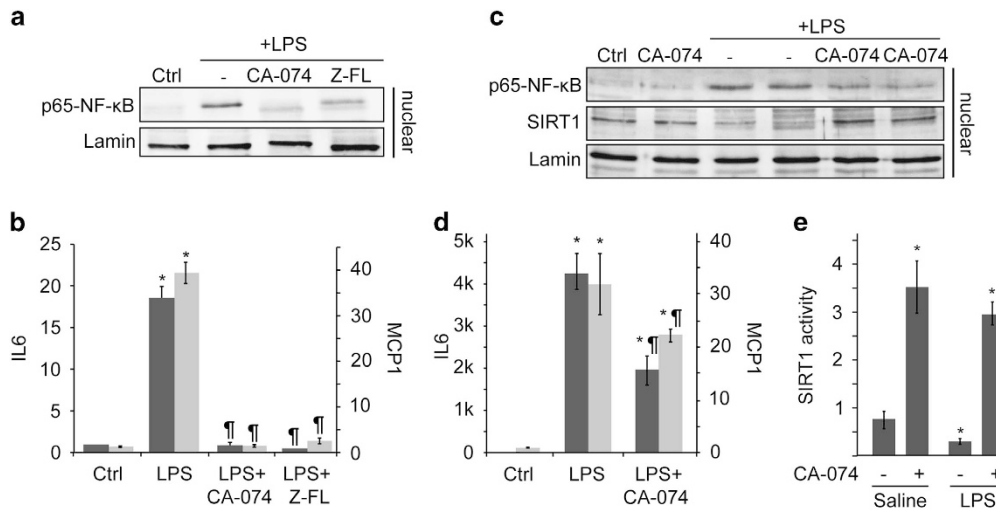 a
+LPS
Ctrl - CA-074 Z-FL
p65-NF-κB
Lamin
nuclear
c
+LPS
Ctrl CA-074 - - CA-074 CA-074
p65-NF-κB
SIRT1
Lamin
nuclear
b
25
20
15
10
5
0
IL6
40
30
20
10
0
MCP1
* *
¶ ¶ ¶ ¶
Ctrl LPS LPS+ LPS+
CA-074 Z-FL
d
5k
4k
3k
2k
1k
0
IL6
40
30
20
10
0
MCP1
* *
*¶ *¶
Ctrl LPS LPS+
CA-074
e
4
3
2
1
SIRT1 activity
* * *
CA-074 - + - +
Saline LPS